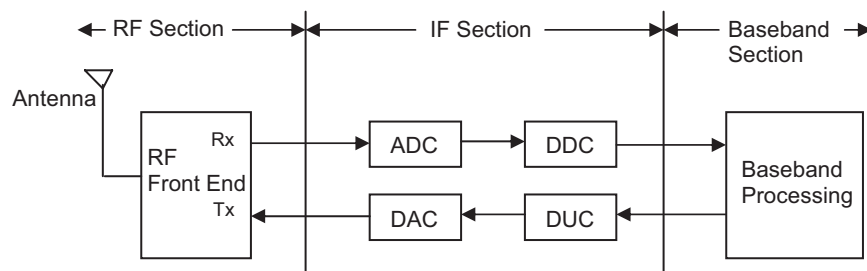 RF Section
IF Section
Baseband
Section
Antenna
RF
Front End
Rx
Tx
ADC
DDC
DAC
DUC
Baseband
Processing